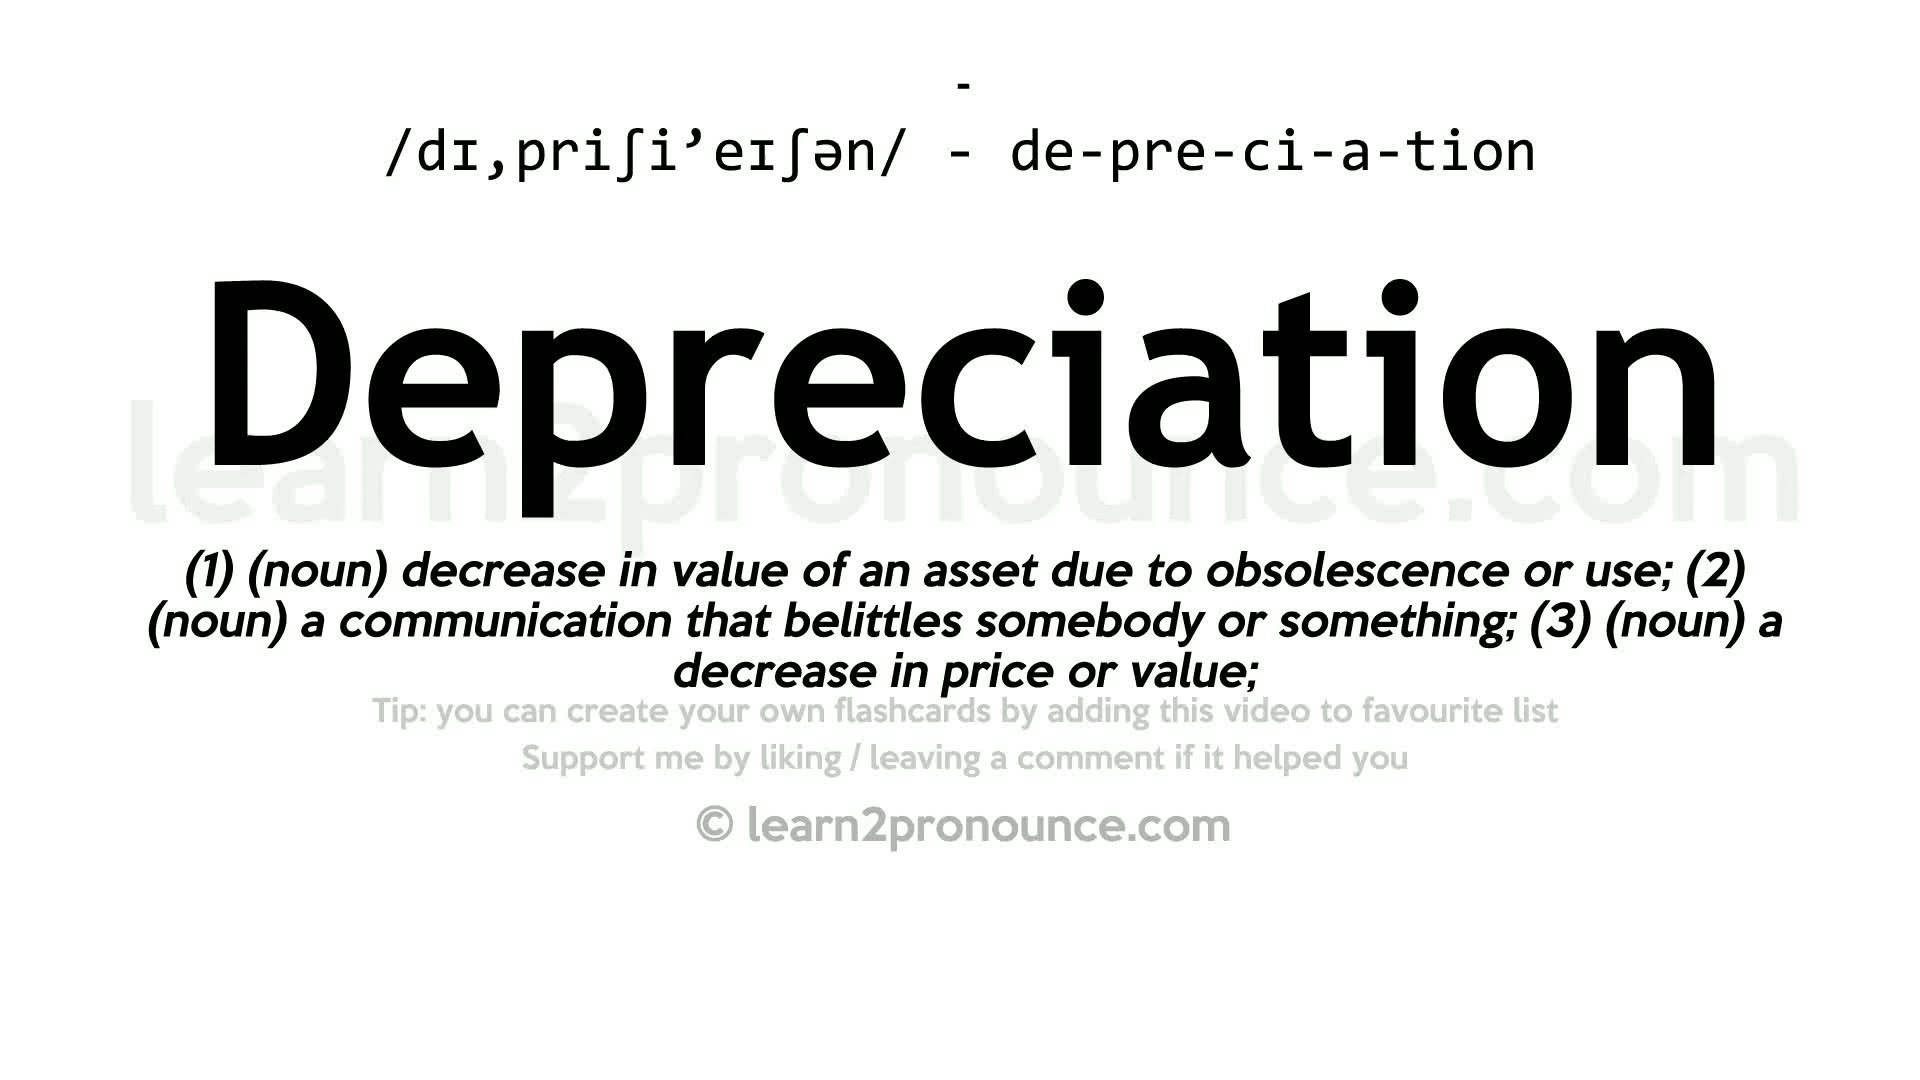 -
/dɪ,priʃi’eɪʃən/ - de-pre-ci-a-tion
Depreciation
learn2pronounce.com
(1) (noun) decrease in value of an asset due to obsolescence or use; (2)
(noun) a communication that belittles somebody or something; (3) (noun) a
decrease in price or value;
Tip: you can create your own flashcards by adding this video to favourite list
Support me by liking / leaving a comment if it helped you
© learn2pronounce.com